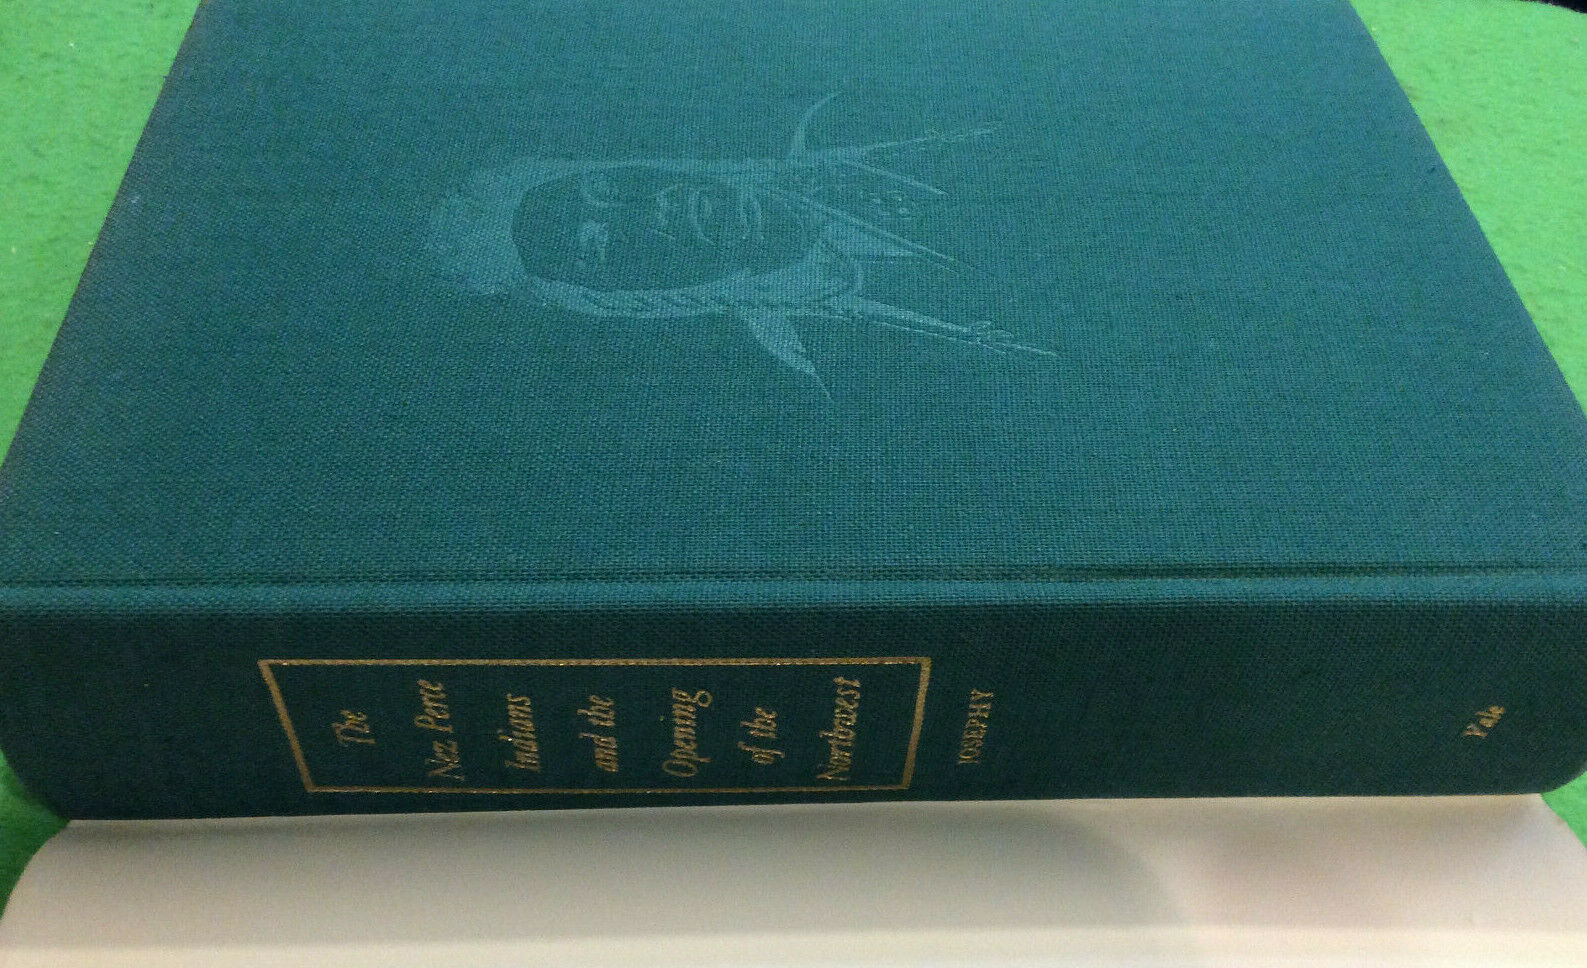 The
Nez Perce
Indians
and the
Opening
of the
Northwest
JOSEPHY
Yale